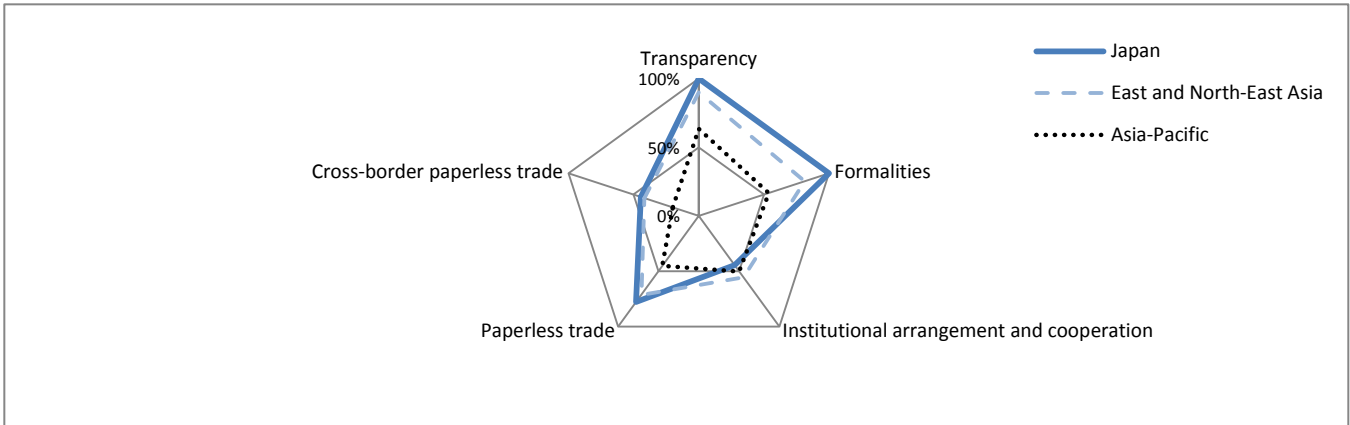 Transparency
100%
50%
0%
Formalities
Institutional arrangement and cooperation
Paperless trade
Cross-border paperless trade
Japan
East and North-East Asia
Asia-Pacific